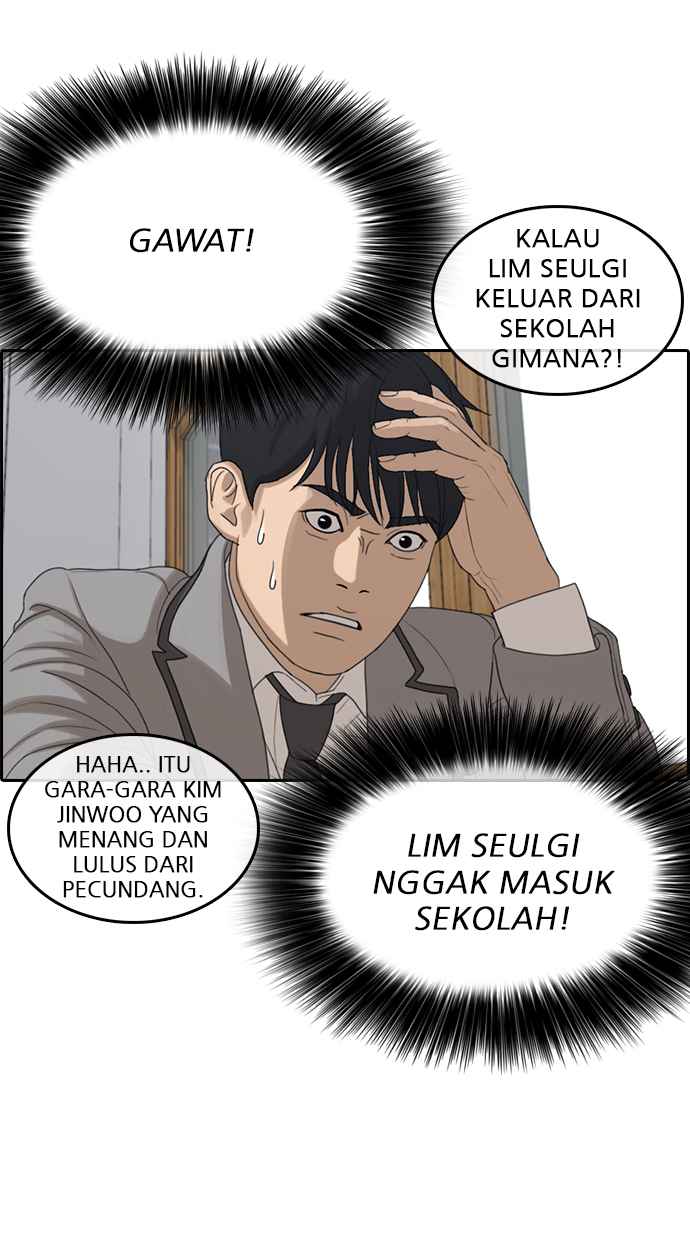 GAWAT!
KALAU
LIM SEULGI
KELUAR DARI
SEKOLAH
GIMANA?!
HAHA.. ITU
GARA-GARA KIM
JINWOO YANG
MENANG DAN
LULUS DARI
PECUNDANG.
LIM SEULGI
NGGAK MASUK
SEKOLAH!